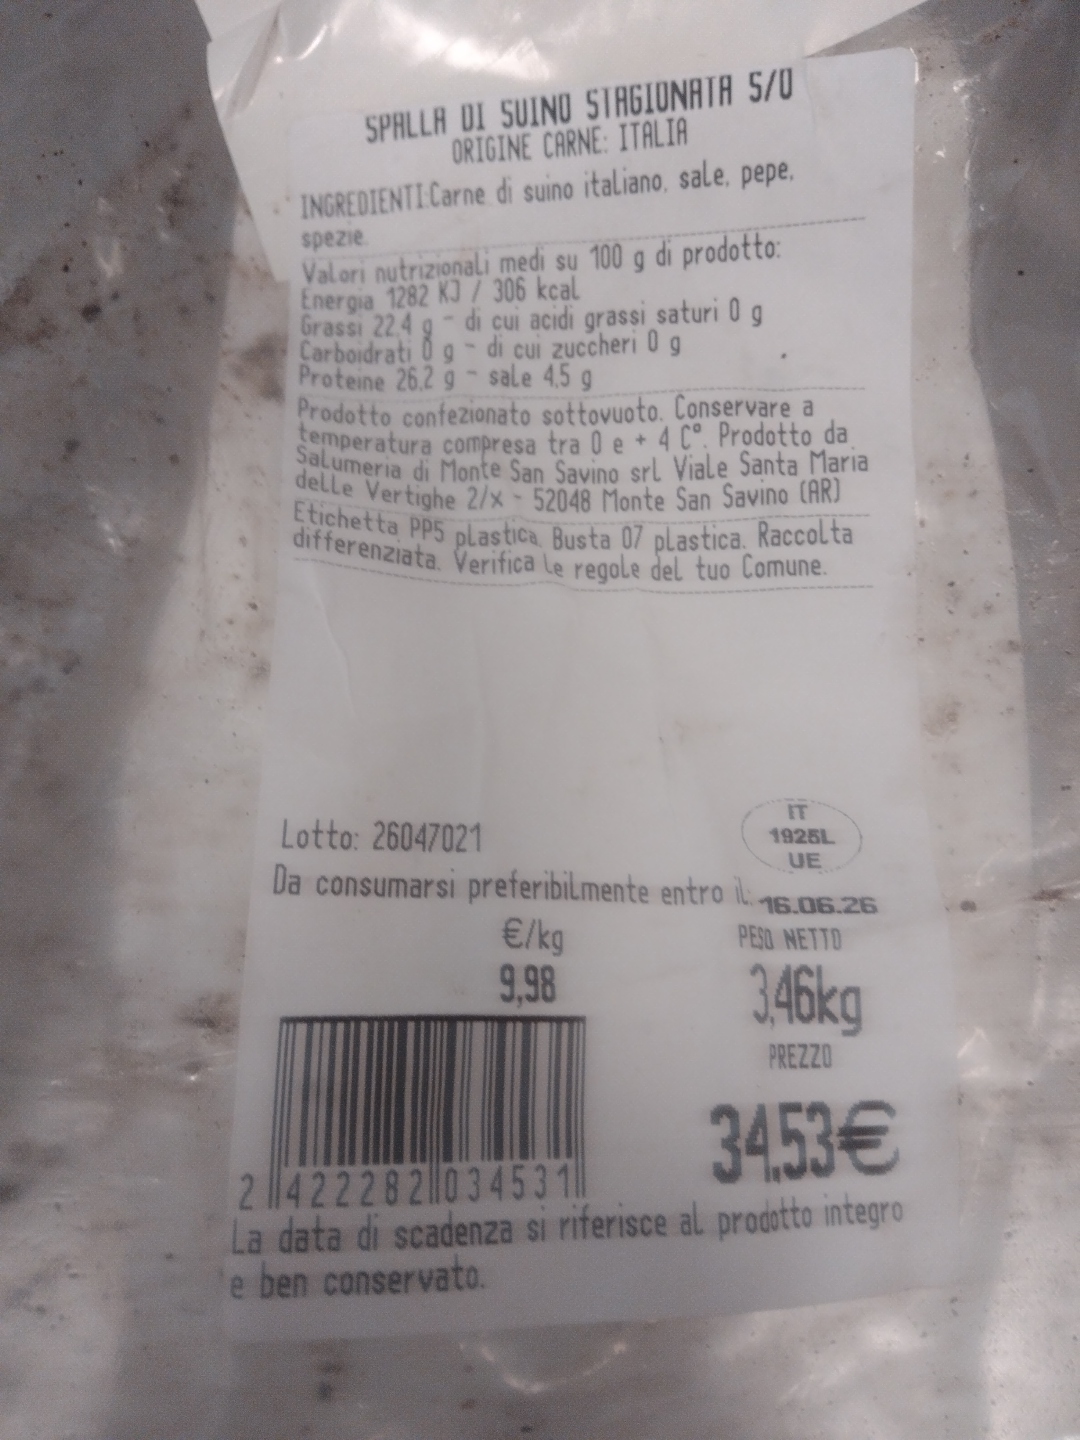 SPALLA DI SUINO STAGIONATA S/O
ORIGINE CARNE: ITALIA
INGREDIENTI:Carne di suino italiano, sale, pepe,
spezie.
Valori nutrizionali medi su 100 g di prodotto:
Energia 1282 KJ / 306 kcal
Grassi 22.4 g - di cui acidi grassi saturi 0 g
Carboidrati 0 g - di cui zuccheri 0 g
Proteine 26,2 g - sale 4,5 g
Prodotto confezionato sottovuoto. Conservare a
temperatura compresa tra 0 e + 4 C°. Prodotto da
Salumeria di Monte San Savino srl Viale Santa Maria
delle Vertighe 2/x - 52048 Monte San Savino (AR)
Etichetta PP5 plastica. Busta 07 plastica. Raccolta
differenziata. Verifica le regole del tuo Comune.
Lotto: 26047021
IT
1925L
UE
Da consumarsi preferibilmente entro il: 16.06.26
€/kg
9,98
PESO NETTO
3,46kg
PREZZO
34,53€
2 422282 034531
La data di scadenza si riferisce al prodotto integro
e ben conservato.